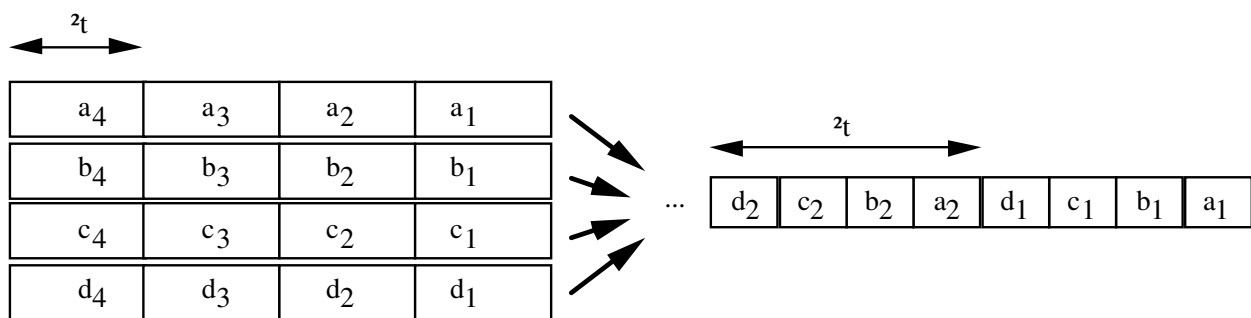 ²t
a₄ a₃ a₂ a₁
b₄ b₃ b₂ b₁
c₄ c₃ c₂ c₁
d₄ d₃ d₂ d₁
²t
... d₂ c₂ b₂ a₂ d₁ c₁ b₁ a₁